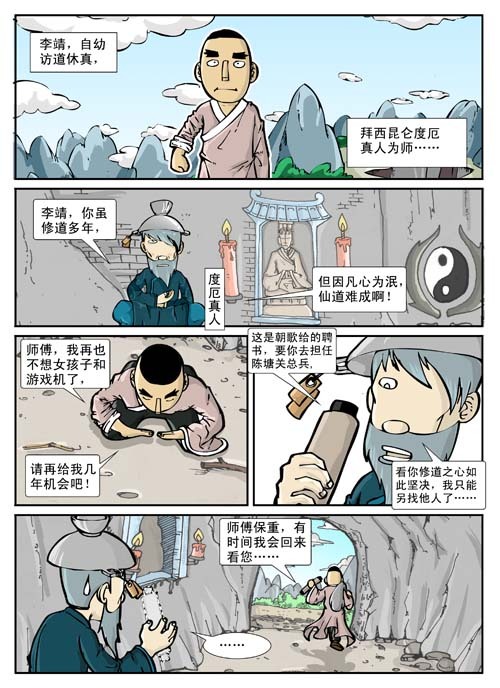 李靖，自幼
访道休真，
拜西昆仑度厄
真人为师……
李靖，你虽
修道多年，
度厄真人
但因凡心为泯，
仙道难成啊！
师傅，我再也
不想女孩子和
游戏机了，
请再给我几
年机会吧！
这是朝歌给的聘
书，要你去担任
陈塘关总兵，
看你修道之心如
此坚决，我只能
另找他人了……
师傅保重，有
时间我会回来
看您……
……